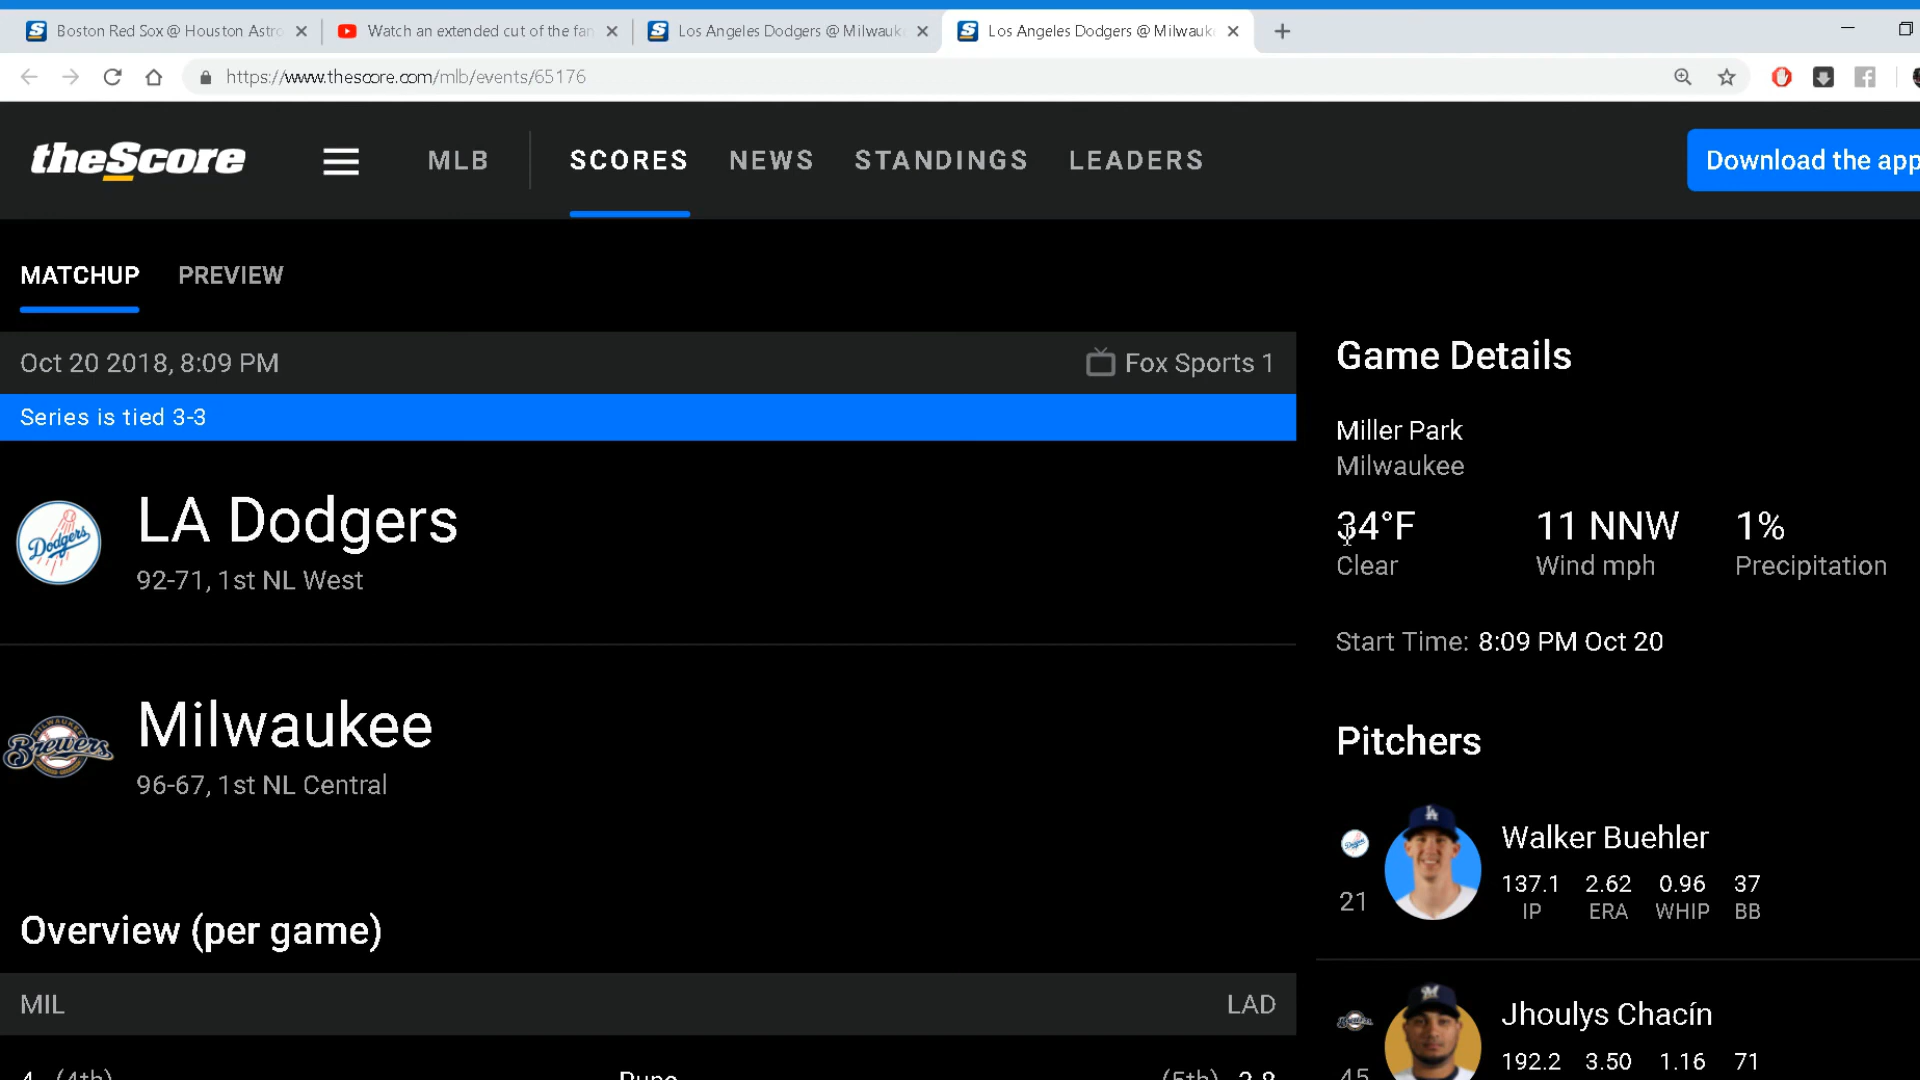 Boston Red Sox @ Houston Astro
Watch an extended cut of the fan
Los Angeles Dodgers @ Milwauk
Los Angeles Dodgers @ Milwauk
https://www.thescore.com/mlb/events/65176
theScore
MLB
SCORES
NEWS
STANDINGS
LEADERS
Download the app
MATCHUP
PREVIEW
Oct 20 2018, 8:09 PM
Fox Sports 1
Series is tied 3-3
Dodgers
LA Dodgers
92-71, 1st NL West
MILWAUKEE
Brewers
Milwaukee
96-67, 1st NL Central
Overview (per game)
MIL
LAD
Game Details
Miller Park
Milwaukee
34°F
Clear
11 NNW
Wind mph
1%
Precipitation
Start Time: 8:09 PM Oct 20
Pitchers
21
Walker Buehler
137.1 2.62 0.96 37
IP ERA WHIP BB
Jhoulys Chacín
45
192.2 3.50 1.16 71